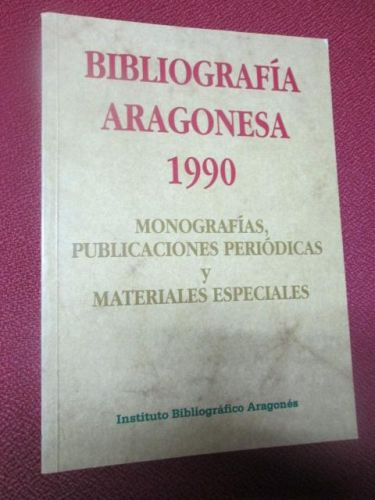 BIBLIOGRAFÍA
ARAGONESA
1990
MONOGRAFÍAS,
PUBLICACIONES PERIÓDICAS
y
MATERIALES ESPECIALES
Instituto Bibliográfico Aragonés